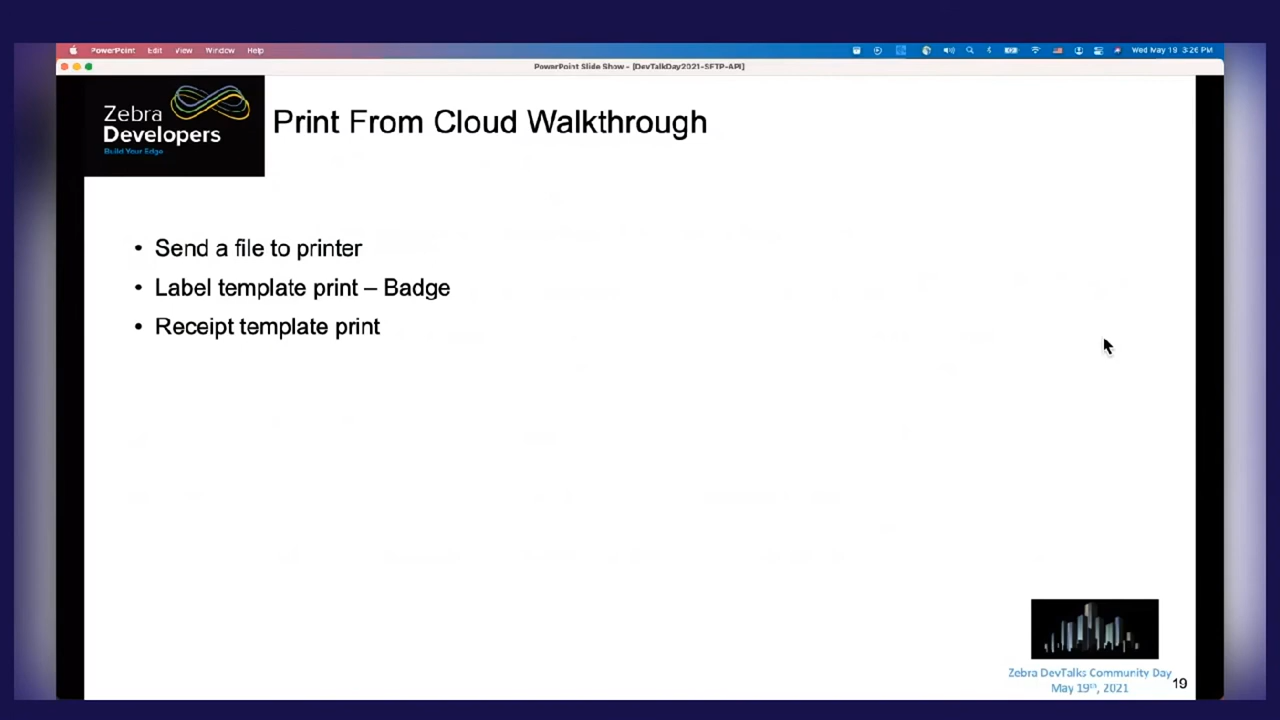 PowerPoint Edit View Window Help Wed May 19 3:26 PM
PowerPoint Slide Show - [DevTalkDay2021-SFTP-API]
Zebra
Developers
Build Your Edge
Print From Cloud Walkthrough
• Send a file to printer
• Label template print – Badge
• Receipt template print
Zebra DevTalks Community Day
May 19th, 2021
19